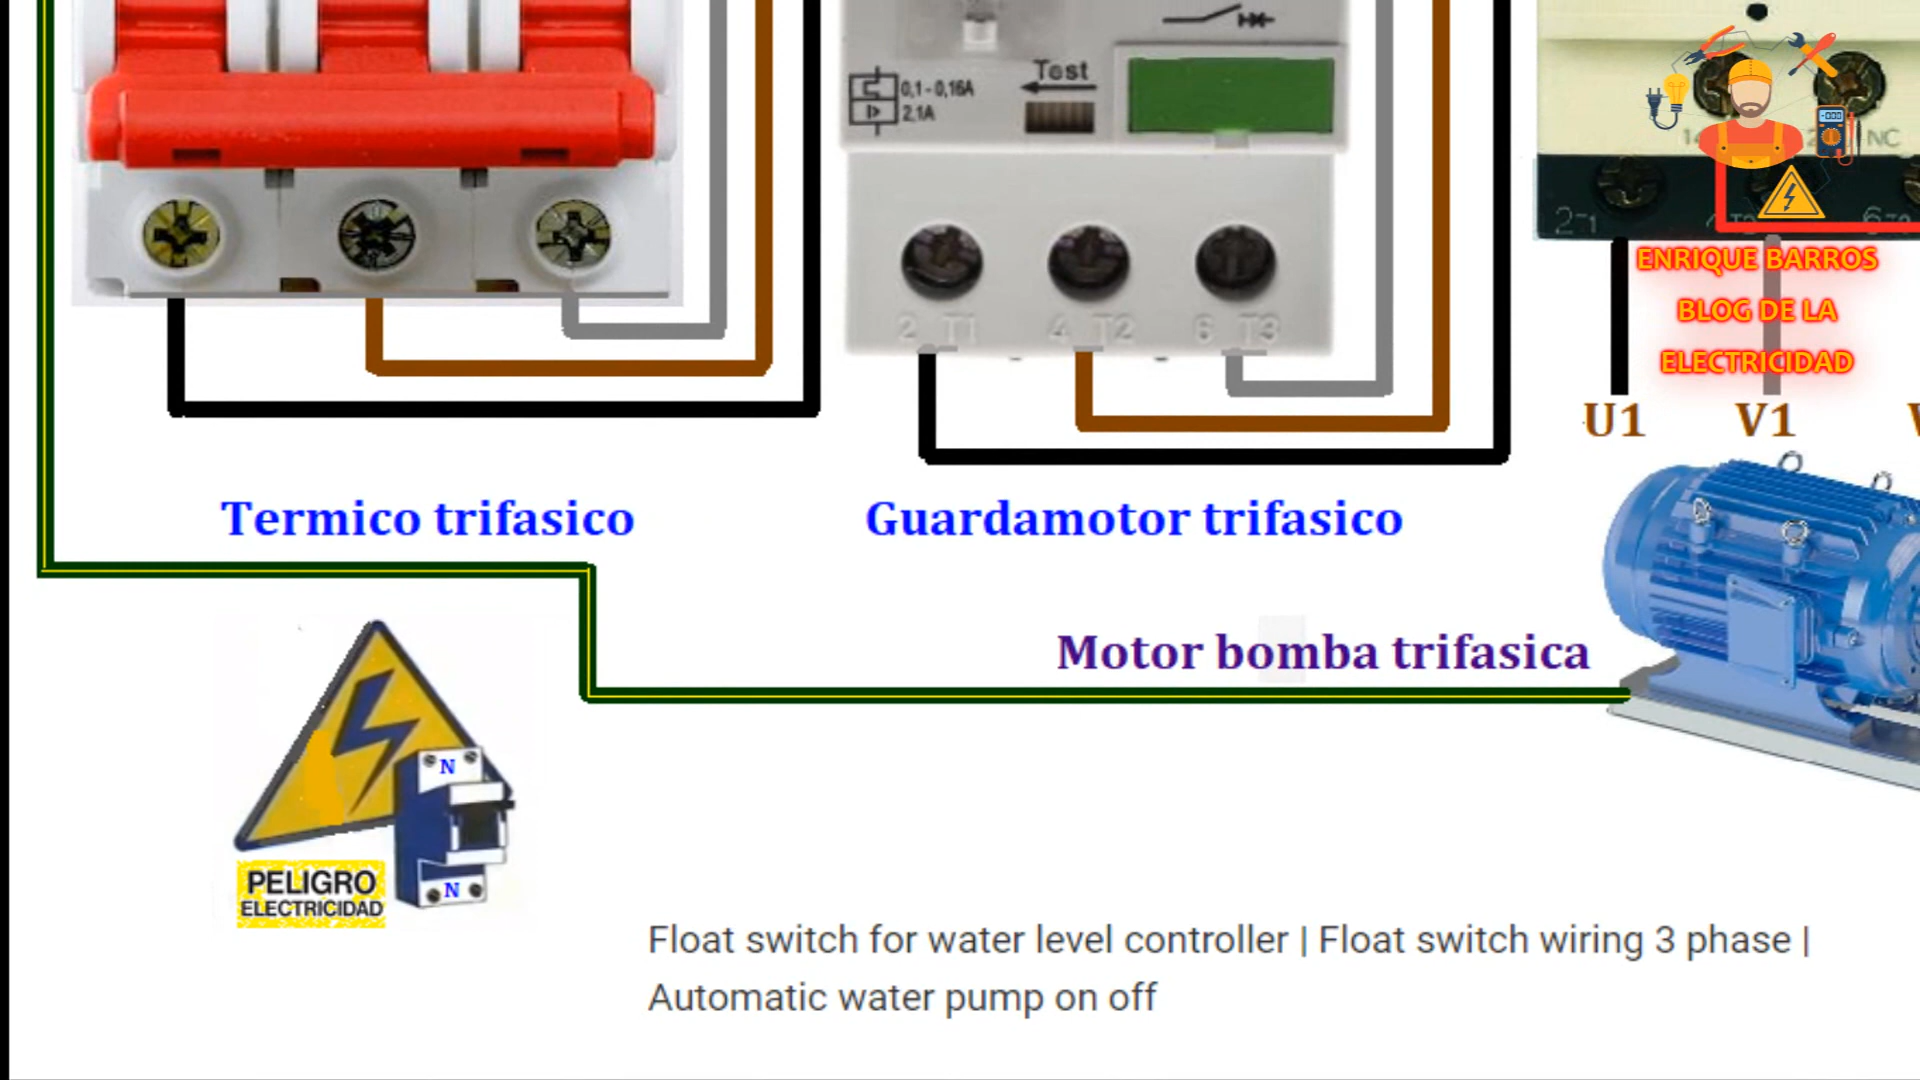 Test
0,1-0,16A
2,1A
NC
2 T1 4 T2 6 T3
ENRIQUE BARROS
BLOG DE LA
ELECTRICIDAD
U1 V1
Termico trifasico
Guardamotor trifasico
Motor bomba trifasica
N
N
PELIGRO
ELECTRICIDAD
Float switch for water level controller | Float switch wiring 3 phase |
Automatic water pump on off